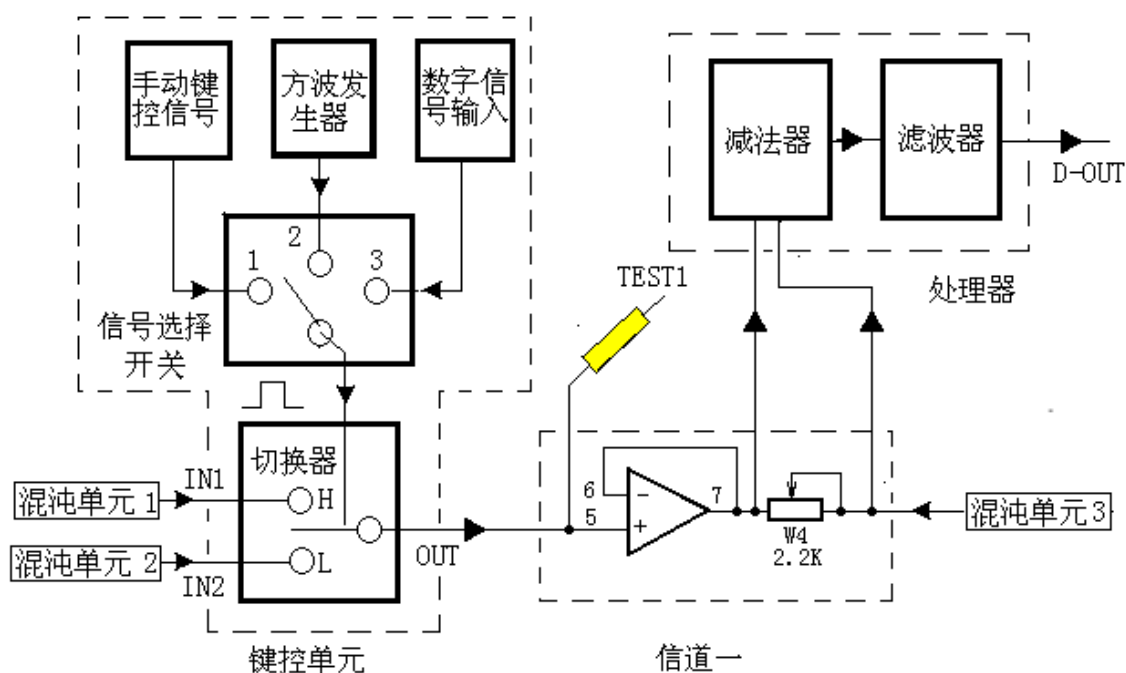 手动键
控信号
方波发
生器
数字信
号输入
减法器
滤波器
D-OUT
处理器
1
2
3
信号选择
开关
TEST1
切换器
混沌单元 1
IN1
H
混沌单元 2
IN2
L
OUT
6
-
5
+
7
W4
2.2K
混沌单元3
键控单元
信道一